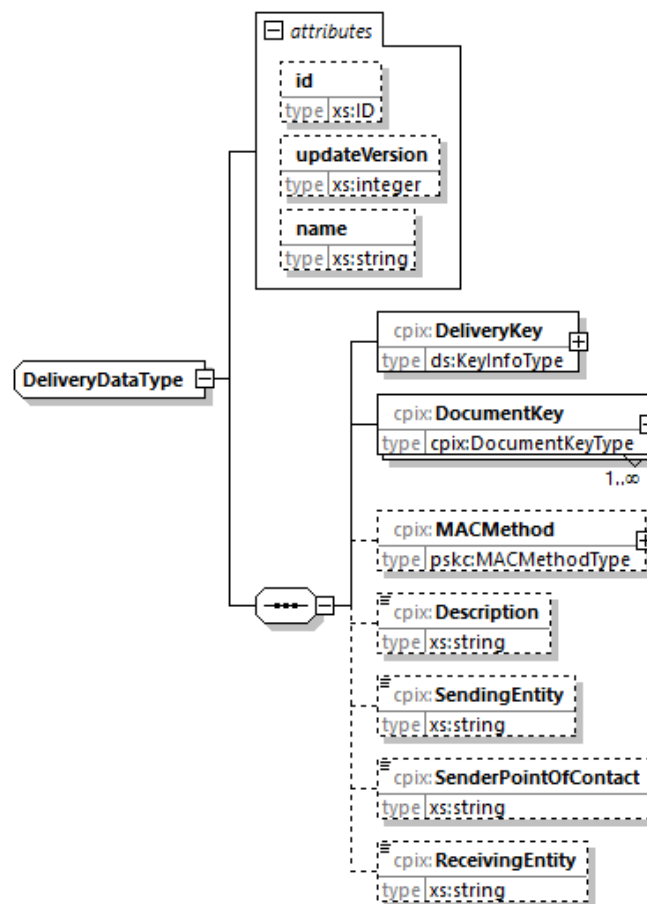 attributes
id
type xs:ID
updateVersion
type xs:integer
name
type xs:string
DeliveryDataType
cpix:DeliveryKey
type ds:KeyInfoType
cpix:DocumentKey
type cpix:DocumentKeyType
1..∞
cpix:MACMethod
type pskc:MACMethodType
cpix:Description
type xs:string
cpix:SendingEntity
type xs:string
cpix:SenderPointOfContact
type xs:string
cpix:ReceivingEntity
type xs:string